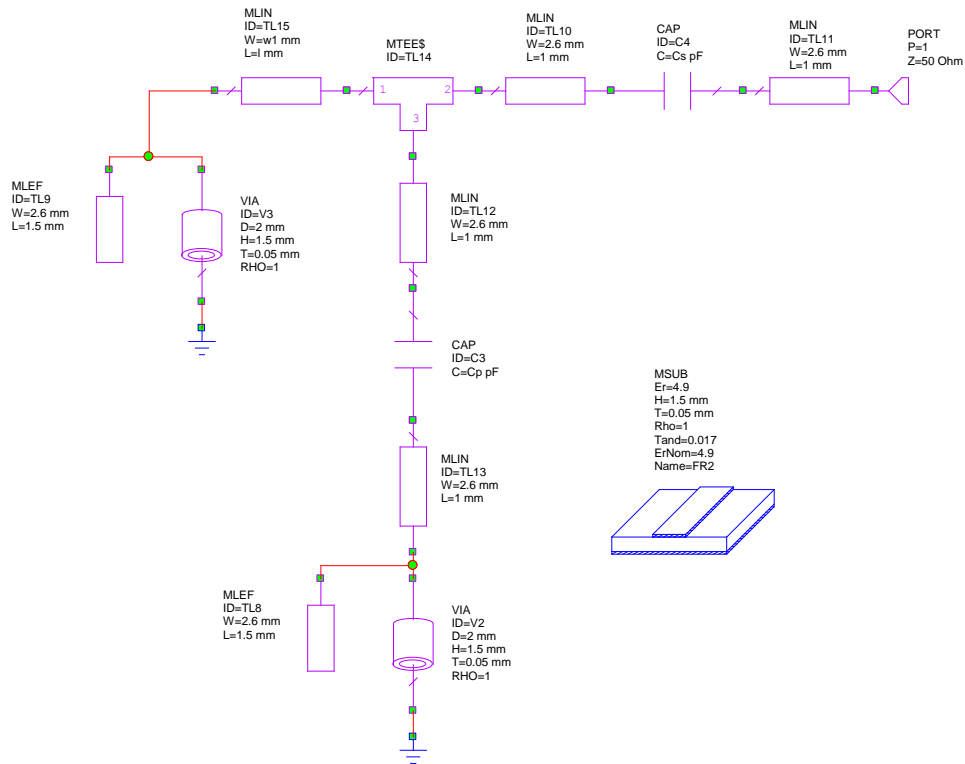 MLIN
ID=TL15
W=w1 mm
L=l mm
MTEE$
ID=TL14
1
2
3
MLIN
ID=TL10
W=2.6 mm
L=1 mm
CAP
ID=C4
C=Cs pF
MLIN
ID=TL11
W=2.6 mm
L=1 mm
PORT
P=1
Z=50 Ohm
MLEF
ID=TL9
W=2.6 mm
L=1.5 mm
VIA
ID=V3
D=2 mm
H=1.5 mm
T=0.05 mm
RHO=1
MLIN
ID=TL12
W=2.6 mm
L=1 mm
CAP
ID=C3
C=Cp pF
MLIN
ID=TL13
W=2.6 mm
L=1 mm
MSUB
Er=4.9
H=1.5 mm
T=0.05 mm
Rho=1
Tand=0.017
ErNom=4.9
Name=FR2
MLEF
ID=TL8
W=2.6 mm
L=1.5 mm
VIA
ID=V2
D=2 mm
H=1.5 mm
T=0.05 mm
RHO=1